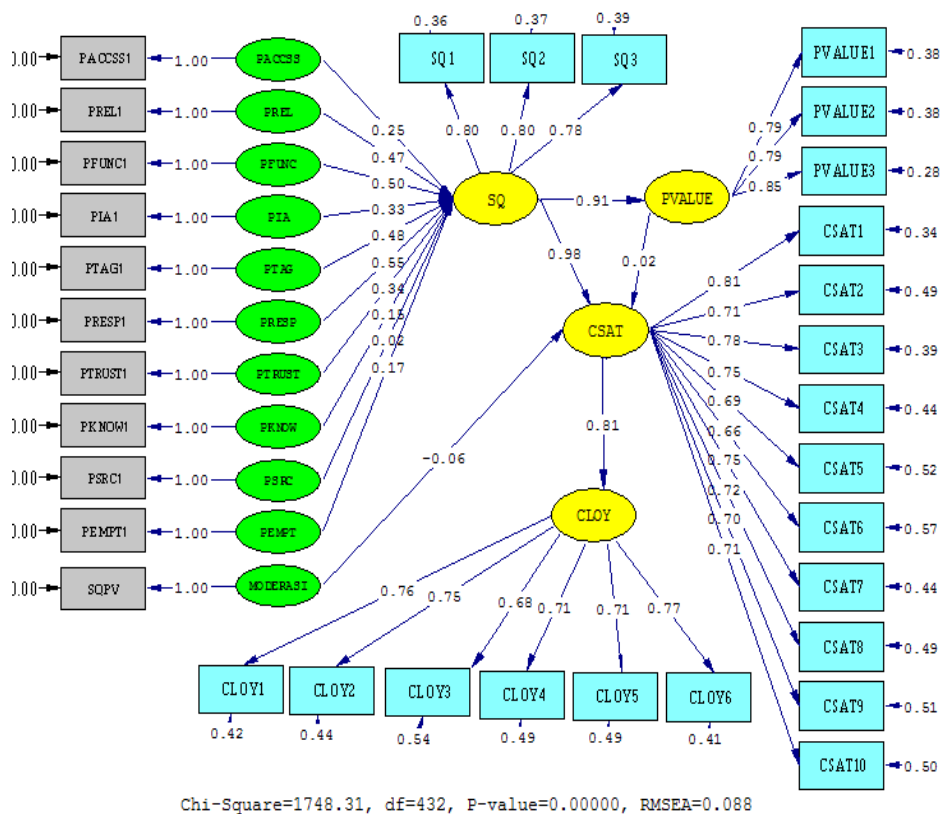 0.36 0.37 0.39
SQ1 SQ2 SQ3
0.80 0.80 0.78
0.00 PACCSS1 1.00 PACCSS 0.25
0.00 PREL1 1.00 PREL 0.47
0.00 PFUNC1 1.00 PFUNC 0.50
0.00 PIA1 1.00 PIA 0.33
0.00 PTAG1 1.00 PTAG 0.48
0.00 PRESP1 1.00 PRESP 0.55
0.00 PTRUST1 1.00 PTRUST 0.34
0.00 PKNOW1 1.00 PKNOW 0.15
0.00 PSRC1 1.00 PSRC 0.02
0.00 PEMPT1 1.00 PEMPT 0.17
0.00 SQPV 1.00 MODERASI -0.06
SQ 0.91 PVALUE
0.98 0.02
CSAT
0.81
CLOY
0.79 PVALUE1 0.38
0.79 PVALUE2 0.38
0.85 PVALUE3 0.28
0.81 CSAT1 0.34
0.71 CSAT2 0.49
0.78 CSAT3 0.39
0.75 CSAT4 0.44
0.69 CSAT5 0.52
0.66 CSAT6 0.57
0.75 CSAT7 0.44
0.72 CSAT8 0.49
0.70 CSAT9 0.51
0.71 CSAT10 0.50
0.76 0.75 0.68 0.71 0.71 0.77
CLOY1 CLOY2 CLOY3 CLOY4 CLOY5 CLOY6
0.42 0.44 0.54 0.49 0.49 0.41
Chi-Square=1748.31, df=432, P-value=0.00000, RMSEA=0.088